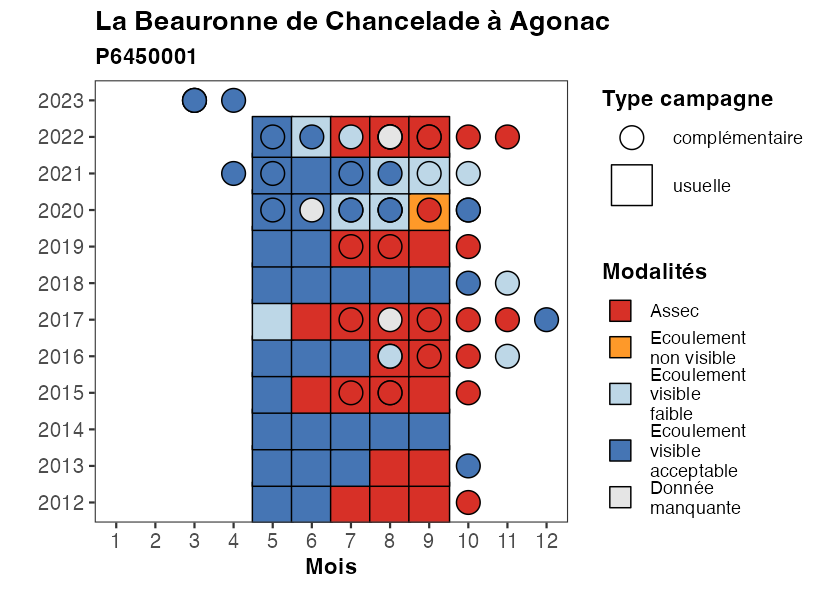 La Beauronne de Chancelade à Agonac
P6450001
2023
2022
2021
2020
2019
2018
2017
2016
2015
2014
2013
2012
1 2 3 4 5 6 7 8 9 10 11 12
Mois
Type campagne
complémentaire
usuelle
Modalités
Assec
Ecoulement
non visible
Ecoulement
visible
faible
Ecoulement
visible
acceptable
Donnée
manquante